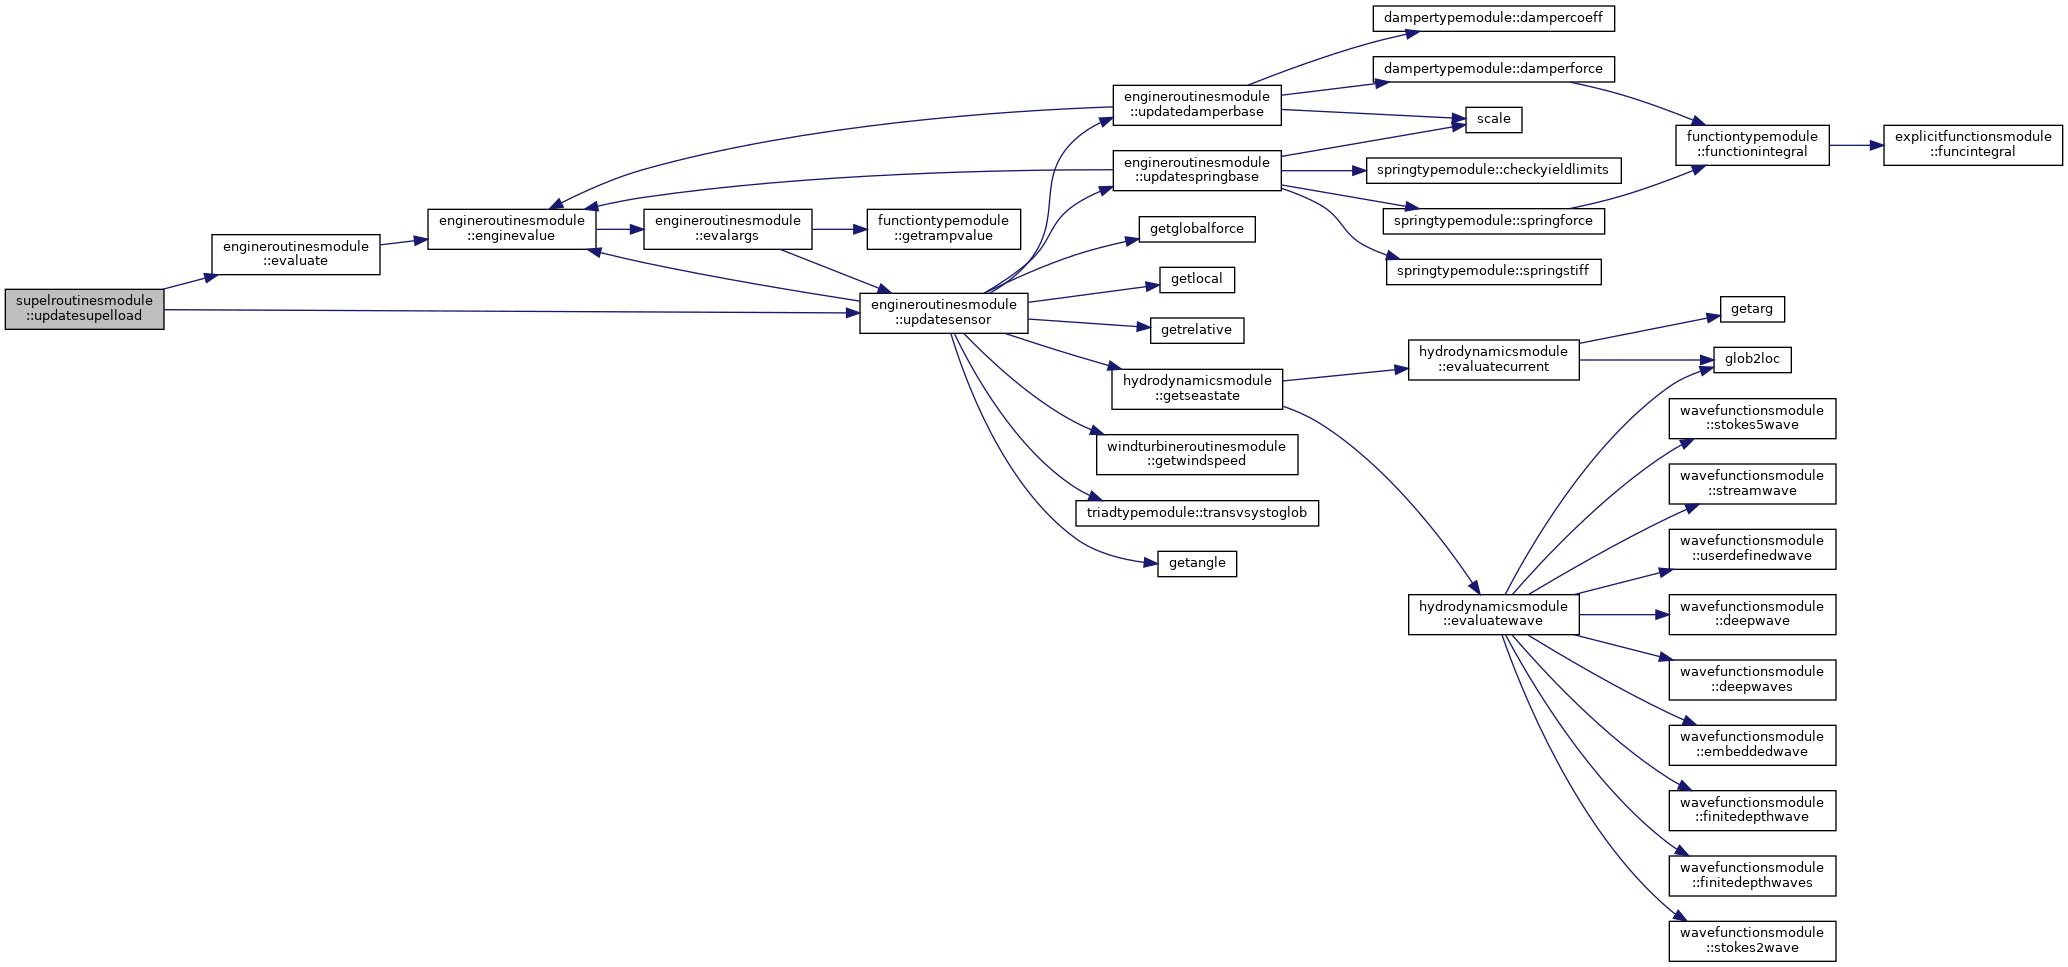 supelroutinesmodule
::updatesupelload
engineroutinesmodule
::evaluate
engineroutinesmodule
::enginevalue
engineroutinesmodule
::evalargs
functiontypemodule
::getrampvalue
engineroutinesmodule
::updatesensor
engineroutinesmodule
::updatedamperbase
engineroutinesmodule
::updatespringbase
getglobalforce
getlocal
getrelative
hydrodynamicsmodule
::getseastate
windturbineroutinesmodule
::getwindspeed
triadtypemodule::transvsystoglob
getangle
dampertypemodule::dampercoeff
dampertypemodule::damperforce
scale
springtypemodule::checkyieldlimits
springtypemodule::springforce
springtypemodule::springstiff
functiontypemodule
::functionintegral
explicitfunctionsmodule
::funcintegral
hydrodynamicsmodule
::evaluatecurrent
hydrodynamicsmodule
::evaluatewave
getarg
glob2loc
wavefunctionsmodule
::stokes5wave
wavefunctionsmodule
::streamwave
wavefunctionsmodule
::userdefinedwave
wavefunctionsmodule
::deepwave
wavefunctionsmodule
::deepwaves
wavefunctionsmodule
::embeddedwave
wavefunctionsmodule
::finitedepthwave
wavefunctionsmodule
::finitedepthwaves
wavefunctionsmodule
::stokes2wave